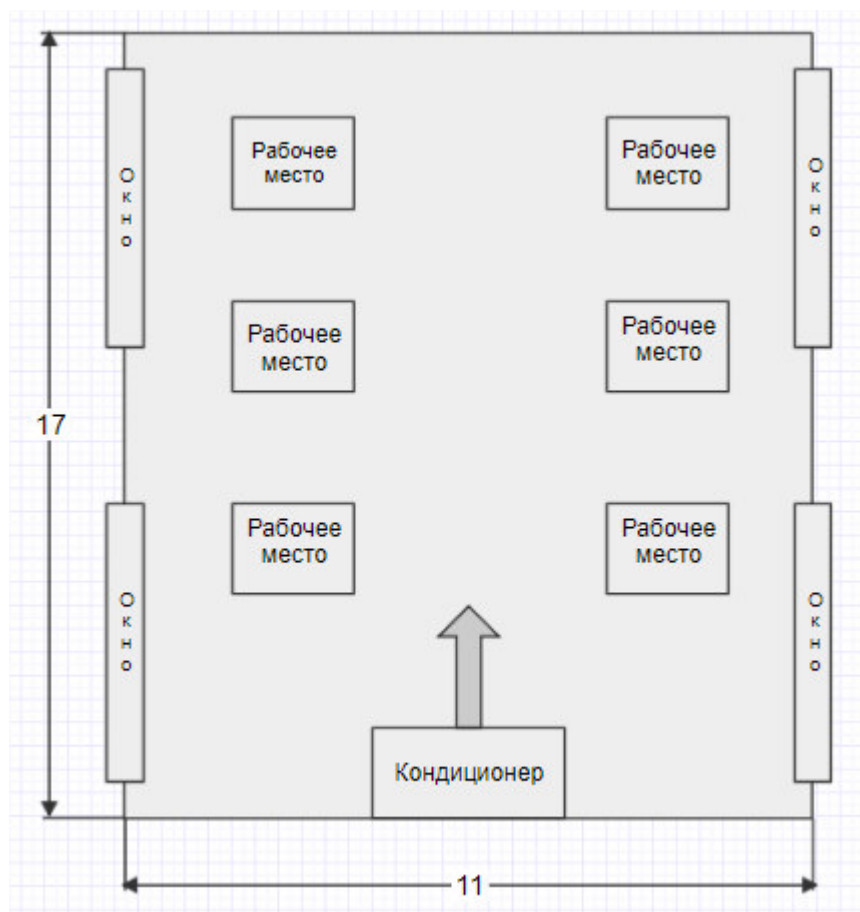 Окно
Рабочее
место
Рабочее
место
Окно
Рабочее
место
Рабочее
место
17
Окно
Рабочее
место
Рабочее
место
Окно
Кондиционер
11